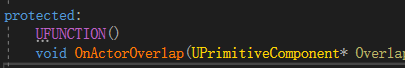 protected:
UFUNCTION()
void OnActorOverlap(UPrimitiveComponent* Overlap